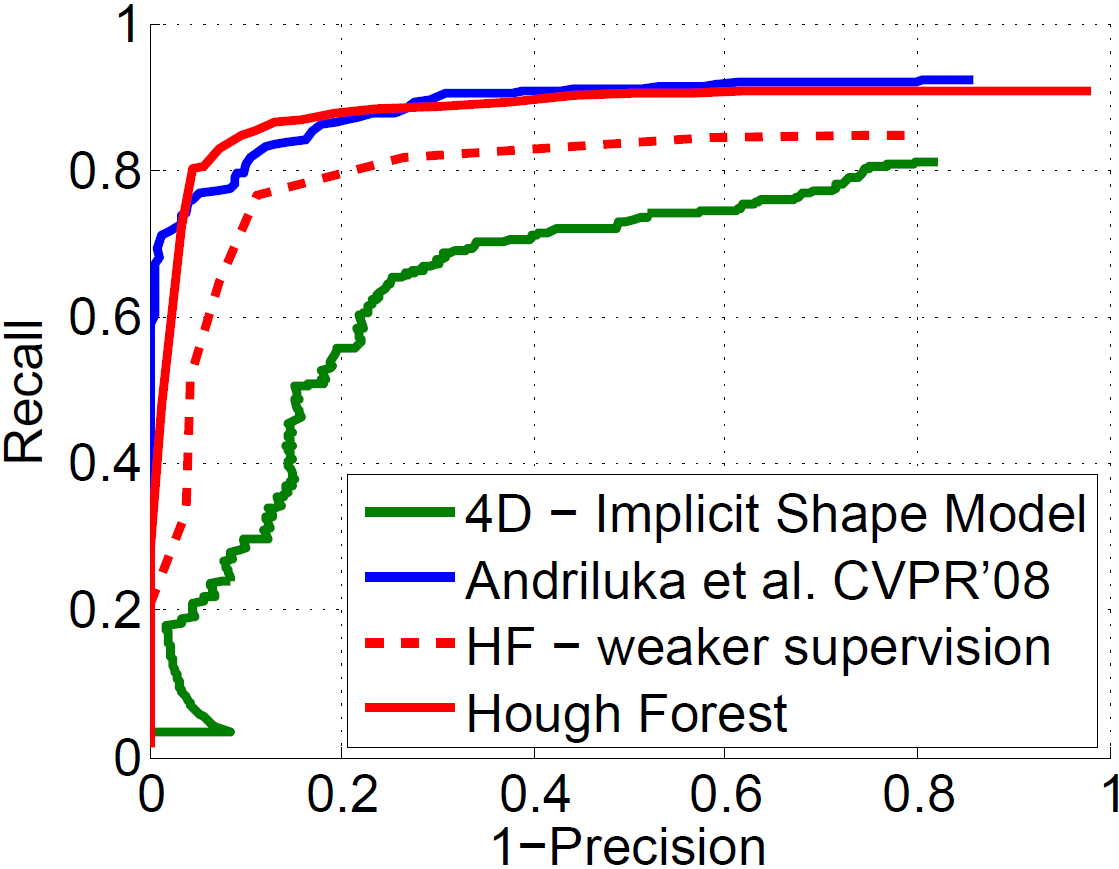 1
0.8
0.6
0.4
0.2
0
Recall
4D − Implicit Shape Model
Andriluka et al. CVPR’08
HF − weaker supervision
Hough Forest
0 0.2 0.4 0.6 0.8 1
1−Precision